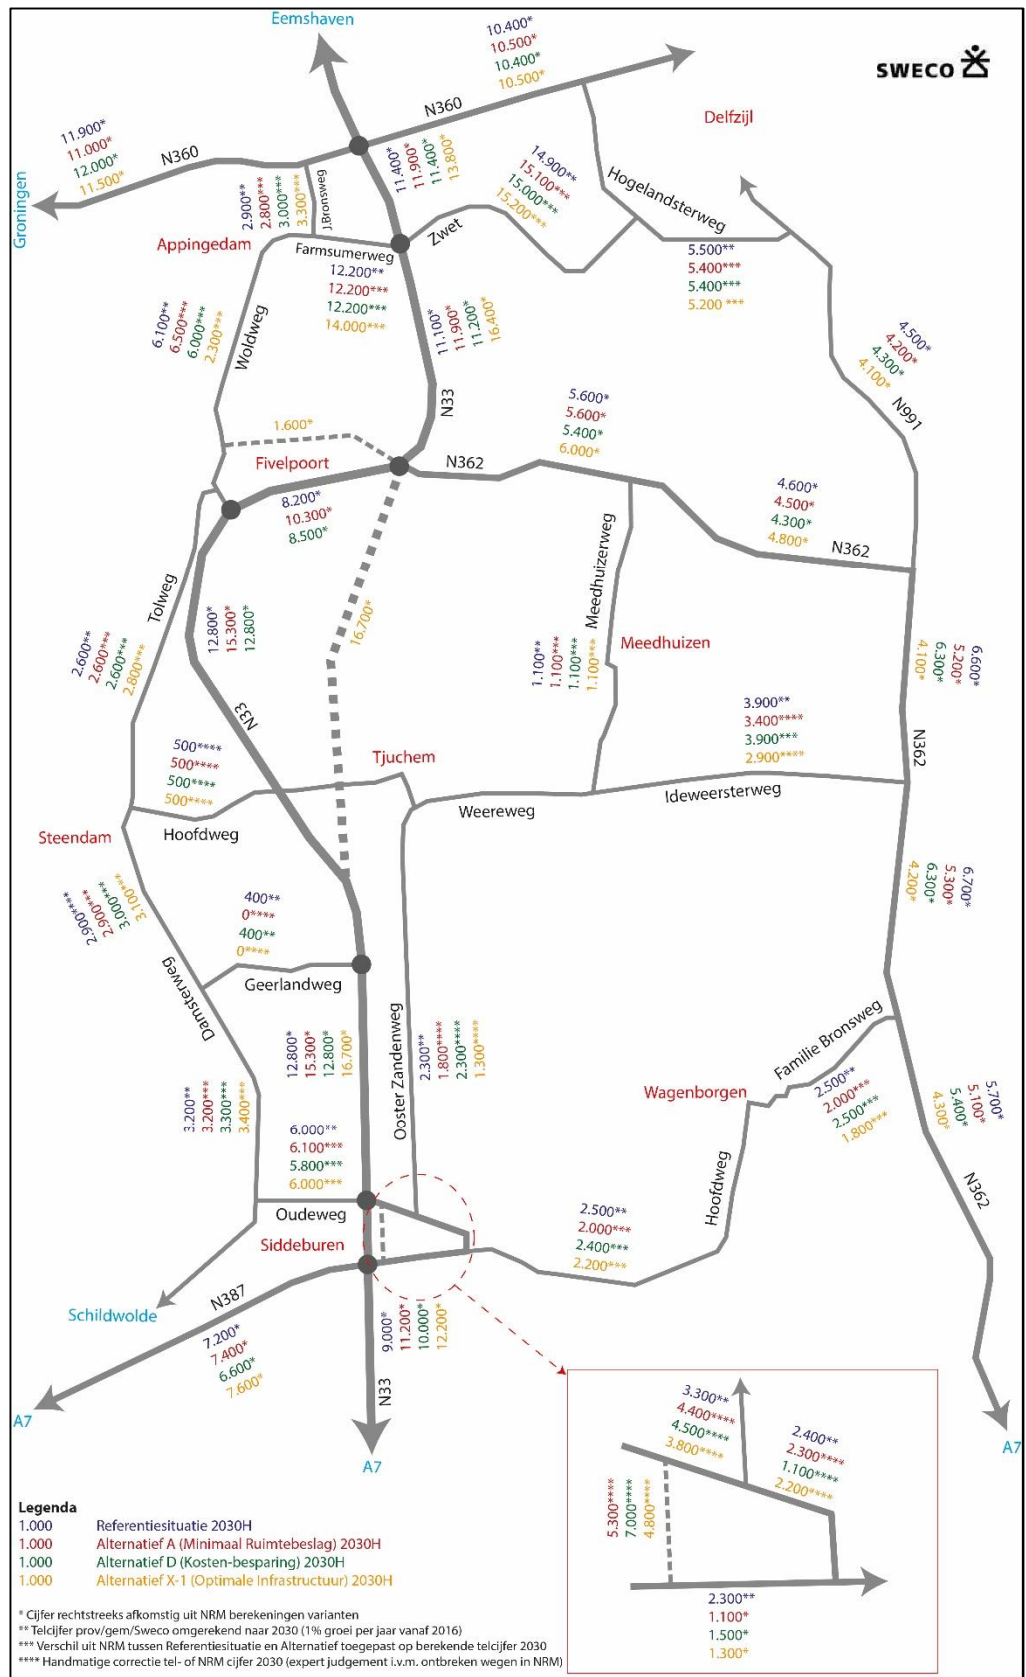 Eemshaven
10.400*
10.500*
10.400*
10.500*
SWECO
N360
Delfzijl
11.900*
11.000*
12.000*
11.500*
N360
Groningen
2.900**
2.800***
3.000***
3.300***
J.Bronsweg
11.400*
11.900*
11.400*
13.800*
14.900**
15.100***
15.000***
15.200***
Hogelandsterweg
Appingedam
Farmsumerweg
Zwet
12.200**
12.200***
12.200***
14.000***
5.500**
5.400***
5.400***
5.200 ***
6.100**
6.500***
6.000***
2.300***
Woldweg
11.100*
11.900*
11.200*
16.400*
N33
4.500*
4.200*
4.300*
4.100*
N991
1.600*
Fivelpoort
5.600*
5.600*
5.400*
6.000*
N362
8.200*
10.300*
8.500*
4.600*
4.500*
4.300*
4.800*
N362
Tolweg
12.800*
15.300*
12.800*
16.700*
Meedhuizerweg
Meedhuizen
1.100**
1.100***
1.100***
1.100***
2.600**
2.600***
2.600***
2.800***
6.600*
5.200*
6.300*
4.100*
N33
3.900**
3.400****
3.900***
2.900****
N362
500****
500****
500****
500****
Tjuchem
Ideweersterweg
Weereweg
Hoofdweg
Steendam
2.900****
2.900***
3.000***
3.100***
6.700*
5.300*
6.300*
4.200*
400**
0****
400**
0****
Geerlandweg
Damsterweg
12.800*
15.300*
12.800*
16.700*
Ooster Zandenweg
2.300**
1.800****
2.300****
1.300****
Familie Bronsweg
3.200**
3.200***
3.300***
3.400***
Wagenborgen
2.500**
2.000***
2.500***
1.800***
5.700*
5.100*
5.400*
4.300*
6.000**
6.100***
5.800***
6.000***
Oudeweg
Siddeburen
Hoofdweg
N362
2.500**
2.000***
2.400***
2.200***
Schildwolde
N387
7.200*
7.400*
6.600*
7.600*
9.000*
11.200*
10.000*
12.200*
N33
A7
A7
A7
3.300**
4.400****
4.500****
3.800****
2.400**
2.300****
1.100****
2.200****
5.300****
7.000****
4.800****
2.300**
1.100*
1.500*
1.300*
Legenda
1.000 Referentiesituatie 2030H
1.000 Alternatief A (Minimaal Ruimtebeslag) 2030H
1.000 Alternatief D (Kosten-besparing) 2030H
1.000 Alternatief X-1 (Optimale Infrastructuur) 2030H
* Cijfer rechtstreeks afkomstig uit NRM berekeningen varianten
** Telcijfer prov/gem/Sweco omgerekend naar 2030 (1% groei per jaar vanaf 2016)
*** Verschil uit NRM tussen Referentiesituatie en Alternatief toegepast op berekende telcijfer 2030
**** Handmatige correctie tel- of NRM cijfer 2030 (expert judgement i.v.m. ontbreken wegen in NRM)